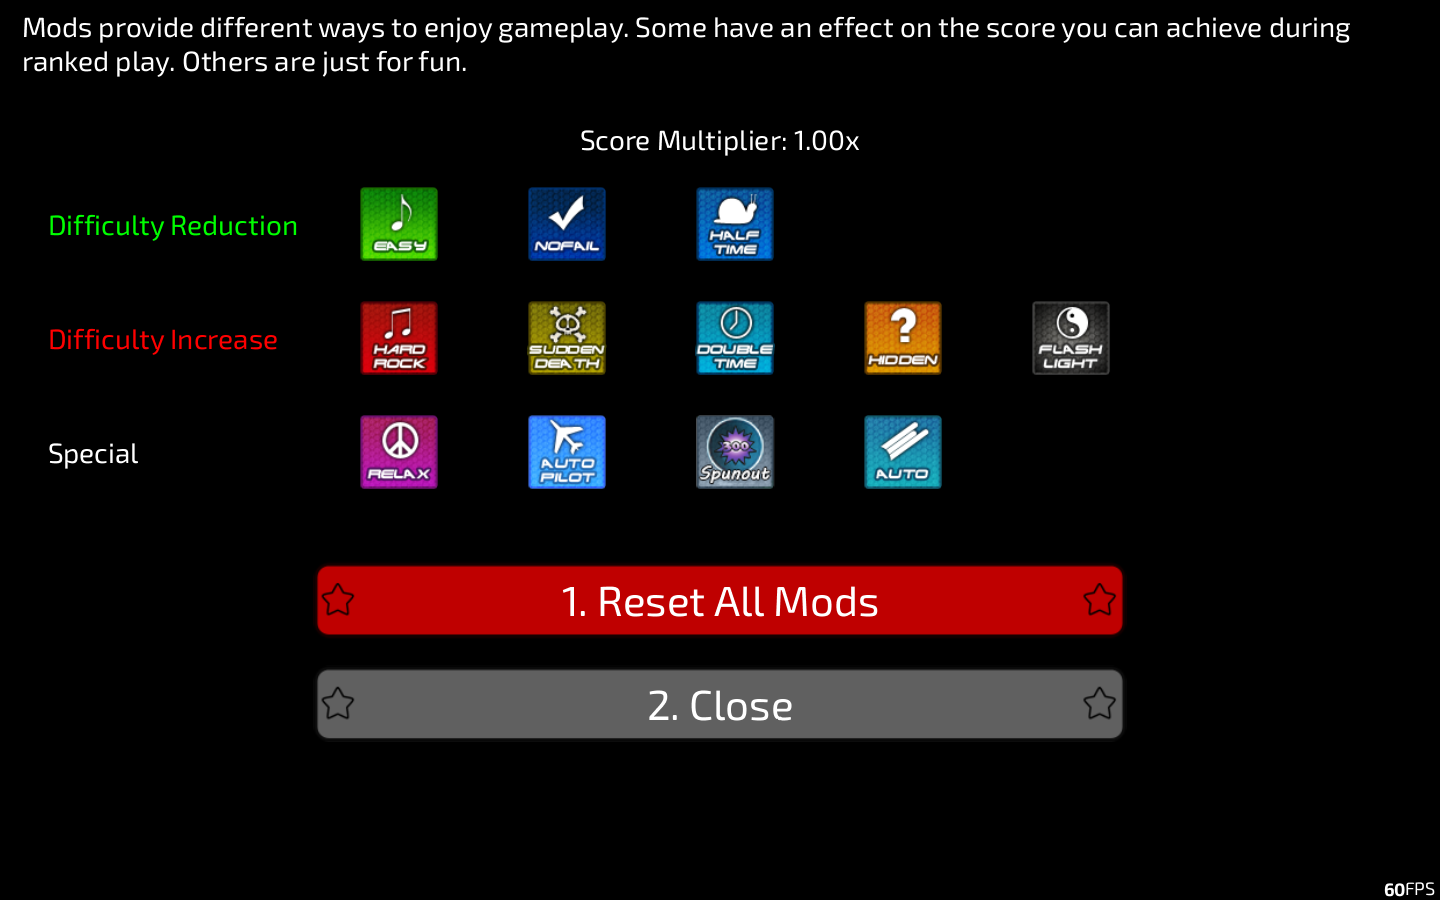 Mods provide different ways to enjoy gameplay. Some have an effect on the score you can achieve during
ranked play. Others are just for fun.
Score Multiplier: 1.00x
Difficulty Reduction
EASY
NOFAIL
HALF
TIME
Difficulty Increase
HARD
ROCK
SUDDEN
DEATH
DOUBLE
TIME
?
HIDDEN
FLASH
LIGHT
Special
RELAX
AUTO
PILOT
300
Spunout
AUTO
1. Reset All Mods
2. Close
60FPS